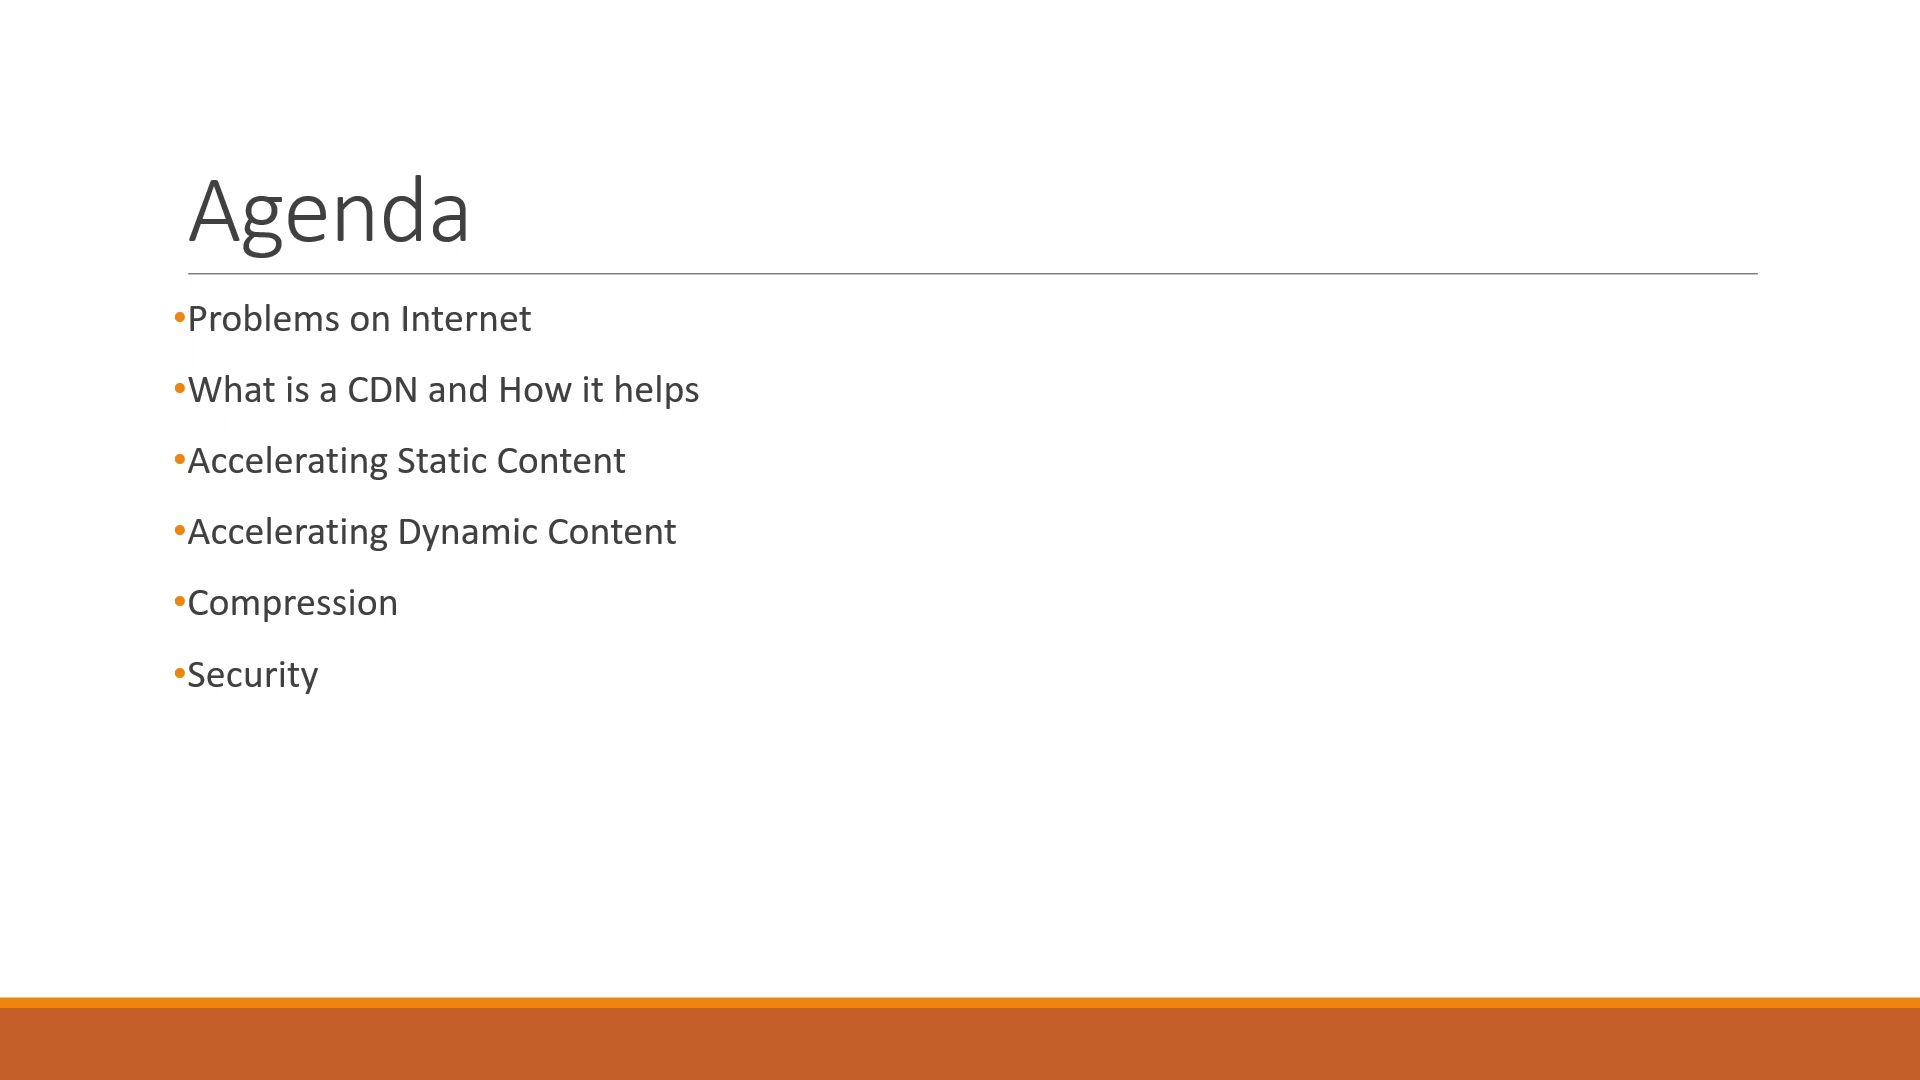 Agenda
•Problems on Internet
•What is a CDN and How it helps
•Accelerating Static Content
•Accelerating Dynamic Content
•Compression
•Security